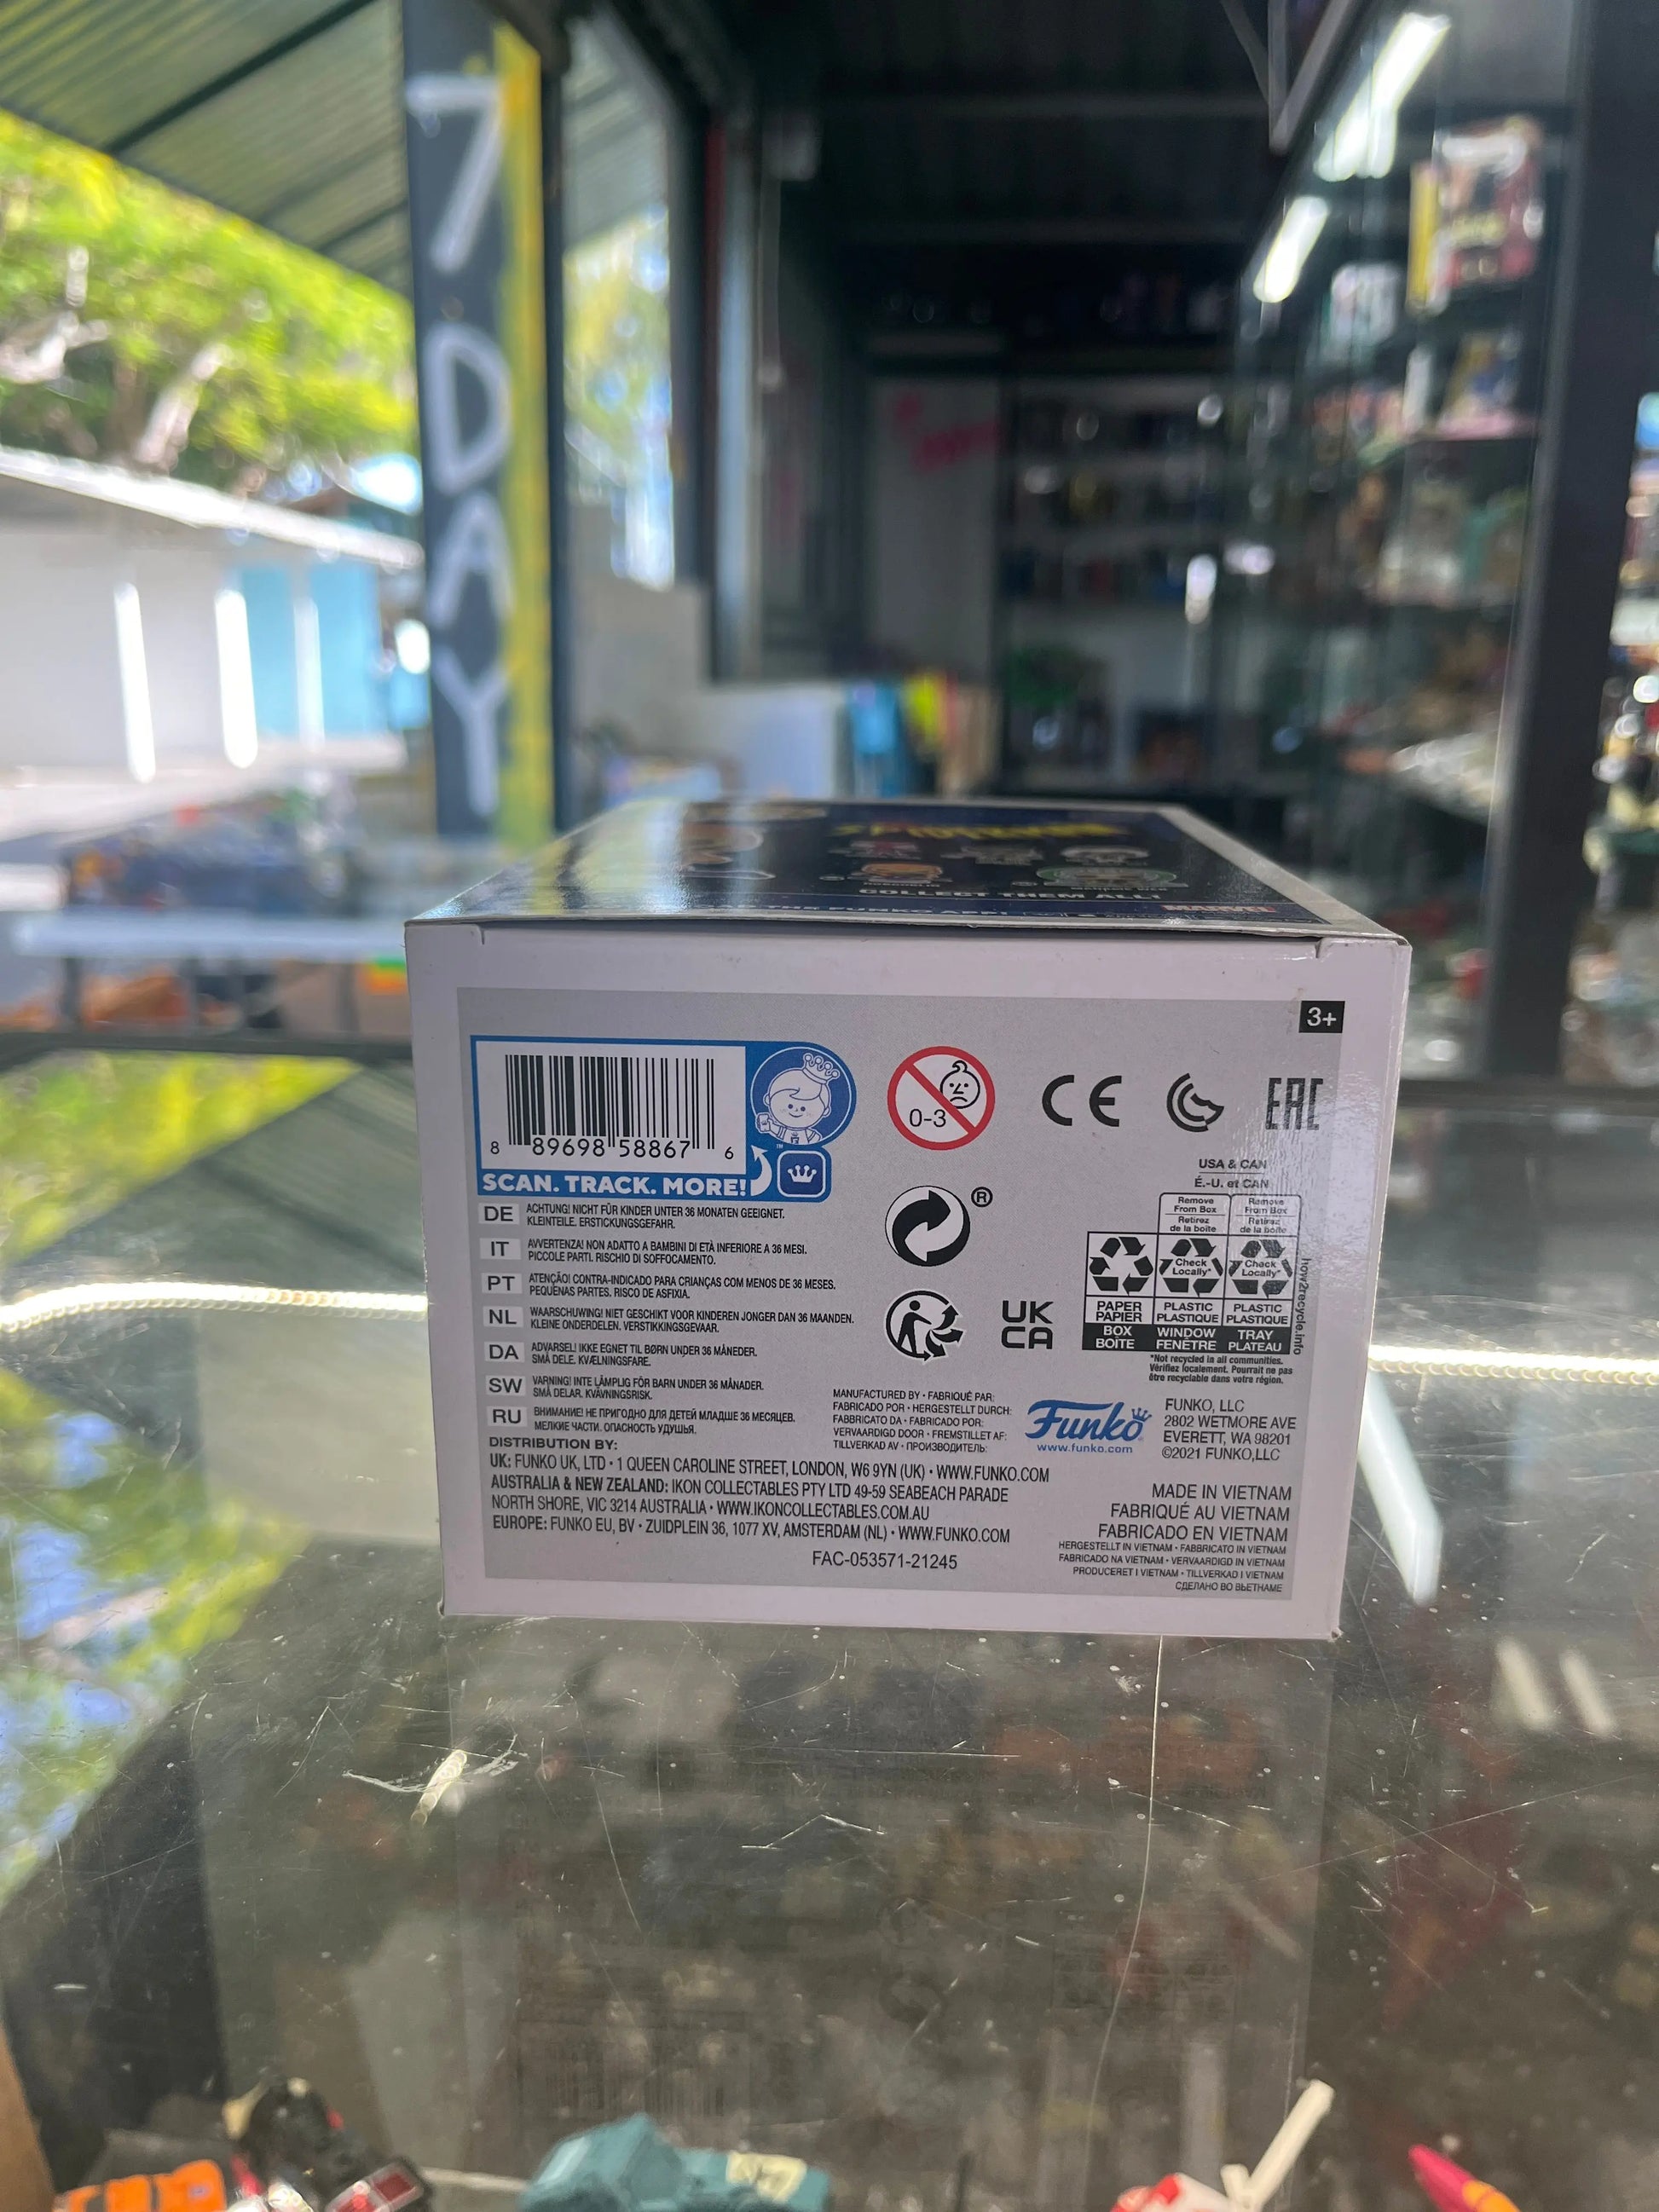 7 DAY
COLLECT THEM ALL!
THE FUNKO APP!
MARVEL
3+
8 89698 58867 6
SCAN. TRACK. MORE!
™
0-3
CE
EAC
®
UK
CA
USA & CAN
É.-U. et CAN
Remove From Box
Retirez de la boîte
Remove From Box
Retirez de la boîte
Check Locally*
Check Locally*
PAPER PLASTIC PLASTIC
PAPIER PLASTIQUE PLASTIQUE
BOX WINDOW TRAY
BOÎTE FENÊTRE PLATEAU
how2recycle.info
*Not recycled in all communities.
Vérifiez localement. Pourrait ne pas
être recyclable dans votre région.
DE ACHTUNG! NICHT FÜR KINDER UNTER 36 MONATEN GEEIGNET.
KLEINTEILE. ERSTICKUNGSGEFAHR.
IT AVVERTENZA! NON ADATTO A BAMBINI DI ETÀ INFERIORE A 36 MESI.
PICCOLE PARTI. RISCHIO DI SOFFOCAMENTO.
PT ATENÇÃO! CONTRA-INDICADO PARA CRIANÇAS COM MENOS DE 36 MESES.
PEQUENAS PARTES. RISCO DE ASFIXIA.
NL WAARSCHUWING! NIET GESCHIKT VOOR KINDEREN JONGER DAN 36 MAANDEN.
KLEINE ONDERDELEN. VERSTIKKINGSGEVAAR.
DA ADVARSEL! IKKE EGNET TIL BØRN UNDER 36 MÅNEDER.
SMÅ DELE. KVÆLNINGSFARE.
SW VARNING! INTE LÄMPLIG FÖR BARN UNDER 36 MÅNADER.
SMÅ DELAR. KVÄVNINGSRISK.
RU ВНИМАНИЕ! НЕ ПРИГОДНО ДЛЯ ДЕТЕЙ МЛАДШЕ 36 МЕСЯЦЕВ.
МЕЛКИЕ ЧАСТИ. ОПАСНОСТЬ УДУШЬЯ.
MANUFACTURED BY • FABRIQUÉ PAR:
FABRICADO POR • HERGESTELLT DURCH:
FABBRICATO DA • FABRICADO POR:
VERVAARDIGD DOOR • FREMSTILLET AF:
TILLVERKAD AV • ПРОИЗВОДИТЕЛЬ:
Funko
www.funko.com
FUNKO, LLC
2802 WETMORE AVE
EVERETT, WA 98201
©2021 FUNKO,LLC
DISTRIBUTION BY:
UK: FUNKO UK, LTD • 1 QUEEN CAROLINE STREET, LONDON, W6 9YN (UK) • WWW.FUNKO.COM
AUSTRALIA & NEW ZEALAND: IKON COLLECTABLES PTY LTD 49-59 SEABEACH PARADE
NORTH SHORE, VIC 3214 AUSTRALIA • WWW.IKONCOLLECTABLES.COM.AU
EUROPE: FUNKO EU, BV • ZUIDPLEIN 36, 1077 XV, AMSTERDAM (NL) • WWW.FUNKO.COM
FAC-053571-21245
MADE IN VIETNAM
FABRIQUÉ AU VIETNAM
FABRICADO EN VIETNAM
HERGESTELLT IN VIETNAM • FABBRICATO IN VIETNAM
FABRICADO NA VIETNAM • VERVAARDIGD IN VIETNAM
PRODUCERET I VIETNAM • TILLVERKAD I VIETNAM
СДЕЛАНО ВО ВЬЕТНАМЕ